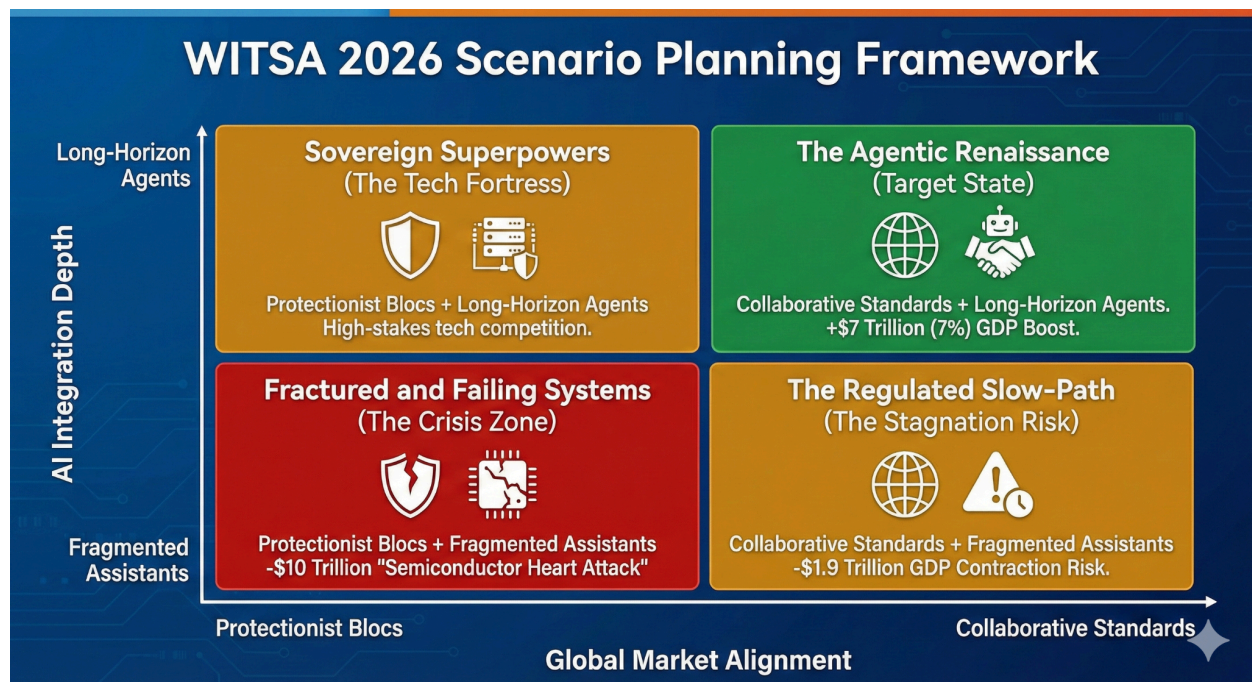 WITSA 2026 Scenario Planning Framework
Long-Horizon
Agents
AI Integration Depth
Fragmented
Assistants
Sovereign Superpowers
(The Tech Fortress)
Protectionist Blocs + Long-Horizon Agents
High-stakes tech competition.
The Agentic Renaissance
(Target State)
Collaborative Standards + Long-Horizon Agents.
+$7 Trillion (7%) GDP Boost.
Fractured and Failing Systems
(The Crisis Zone)
Protectionist Blocs + Fragmented Assistants
-$10 Trillion "Semiconductor Heart Attack"
The Regulated Slow-Path
(The Stagnation Risk)
Collaborative Standards + Fragmented Assistants
-$1.9 Trillion GDP Contraction Risk.
Protectionist Blocs
Collaborative Standards
Global Market Alignment